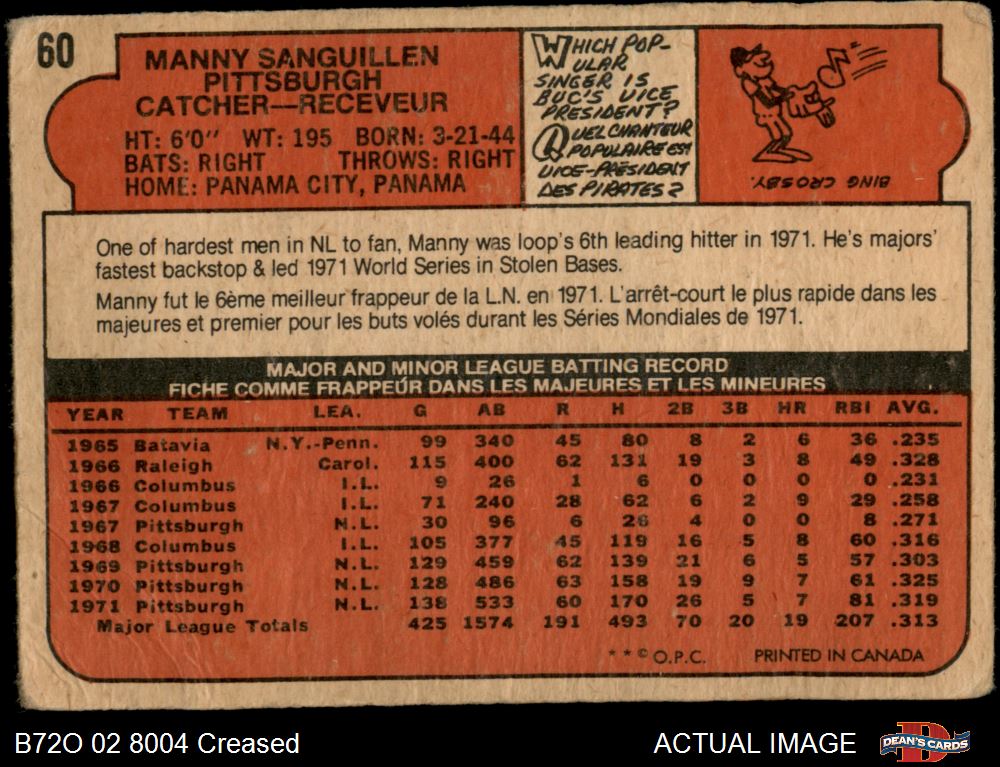 60
MANNY SANGUILLEN
PITTSBURGH
CATCHER—RECEVEUR
HT: 6'0" WT: 195 BORN: 3-21-44
BATS: RIGHT THROWS: RIGHT
HOME: PANAMA CITY, PANAMA
WHICH POP-
ULAR
SINGER IS
BUC'S VICE
PRESIDENT?
QUEL CHANTEUR
POPULAIRE EST
VICE-PRÉSIDENT
DES PIRATES?
BING CROSBY.
One of hardest men in NL to fan, Manny was loop's 6th leading hitter in 1971. He's majors'
fastest backstop & led 1971 World Series in Stolen Bases.
Manny fut le 6ème meilleur frappeur de la L.N. en 1971. L'arrêt-court le plus rapide dans les
majeures et premier pour les buts volés durant les Séries Mondiales de 1971.
MAJOR AND MINOR LEAGUE BATTING RECORD
FICHE COMME FRAPPEUR DANS LES MAJEURES ET LES MINEURES
YEAR TEAM LEA. G AB R H 2B 3B HR RBI AVG.
1965 Batavia N.Y.-Penn. 99 340 45 80 8 2 6 36 .235
1966 Raleigh Carol. 115 400 62 131 19 3 8 49 .328
1966 Columbus I.L. 9 26 1 6 0 0 0 0 .231
1967 Columbus I.L. 71 240 28 62 6 2 9 29 .258
1967 Pittsburgh N.L. 30 96 6 26 4 0 0 8 .271
1968 Columbus I.L. 105 377 45 119 16 5 8 60 .316
1969 Pittsburgh N.L. 129 459 62 139 21 6 5 57 .303
1970 Pittsburgh N.L. 128 486 63 158 19 9 7 61 .325
1971 Pittsburgh N.L. 138 533 60 170 26 5 7 81 .319
Major League Totals 425 1574 191 493 70 20 19 207 .313
* * © O.P.C. PRINTED IN CANADA
B72O 02 8004 Creased
ACTUAL IMAGE
D
DEAN'S CARDS